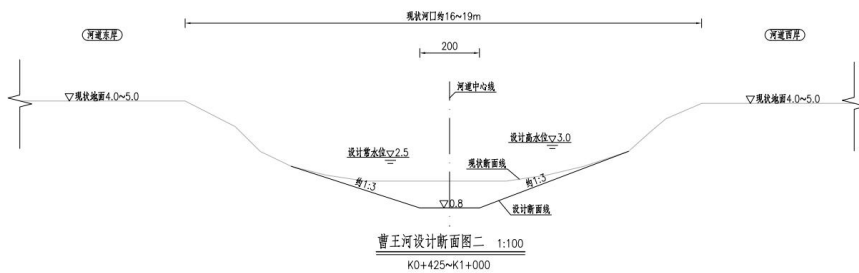 现状河口约16~19m
河道东岸
河道西岸
200
河道中心线
▽现状地面4.0~5.0
▽现状地面4.0~5.0
设计常水位▽2.5
设计高水位▽3.0
现状断面线
约1:3
约1:3
▽0.8
设计断面线
曹王河设计断面图二 1:100
K0+425~K1+000